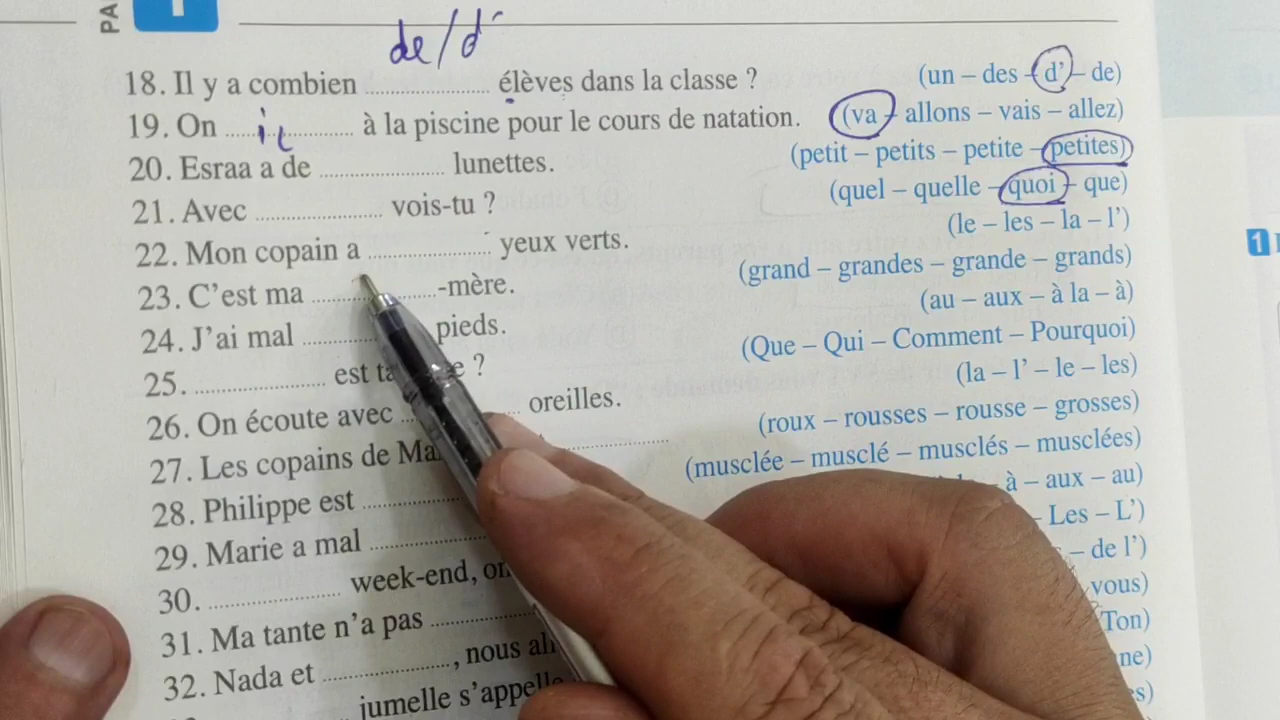 PA
1
de/d'
18. Il y a combien .................... élèves dans la classe ? (un – des – d' – de)
19. On .................... à la piscine pour le cours de natation. (va – allons – vais – allez)
il
20. Esraa a de .................... lunettes. (petit – petits – petite – petites)
21. Avec .................... vois-tu ? (quel – quelle – quoi – que)
22. Mon copain a .................... yeux verts. (le – les – la – l')
23. C'est ma .................... -mère. (grand – grandes – grande – grands)
24. J'ai mal .................... pieds. (au – aux – à la – à)
25. .................... est ? (Que – Qui – Comment – Pourquoi)
26. On écoute avec .................... oreilles. (la – l' – le – les)
27. Les copains de .................... (roux – rousses – rousse – grosses)
28. Philippe est .................... (musclée – musclé – musclés – musclées)
29. Marie a mal .................... à – aux – au)
30. .................... week-end, – Les – L')
31. Ma tante n'a pas .................... – de l')
32. Nada et ...................., nous vous)
.................... jumelle Ton)
1